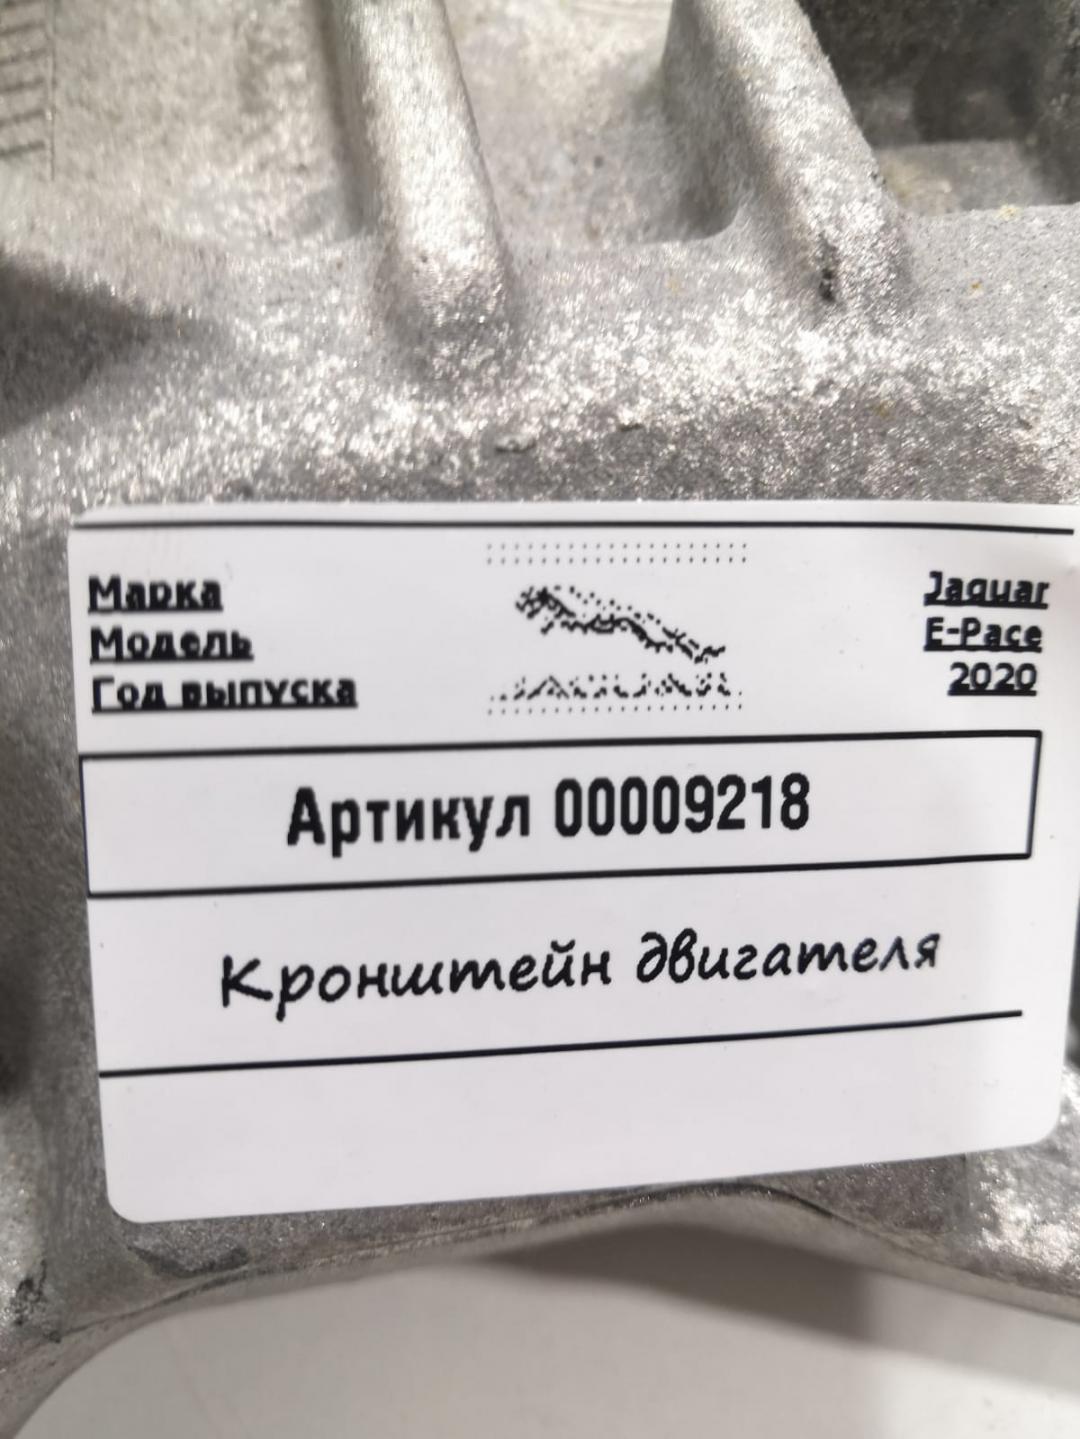 Марка Jaguar
Модель E-Pace
Год выпуска 2020
Артикул 00009218
Кронштейн двигателя